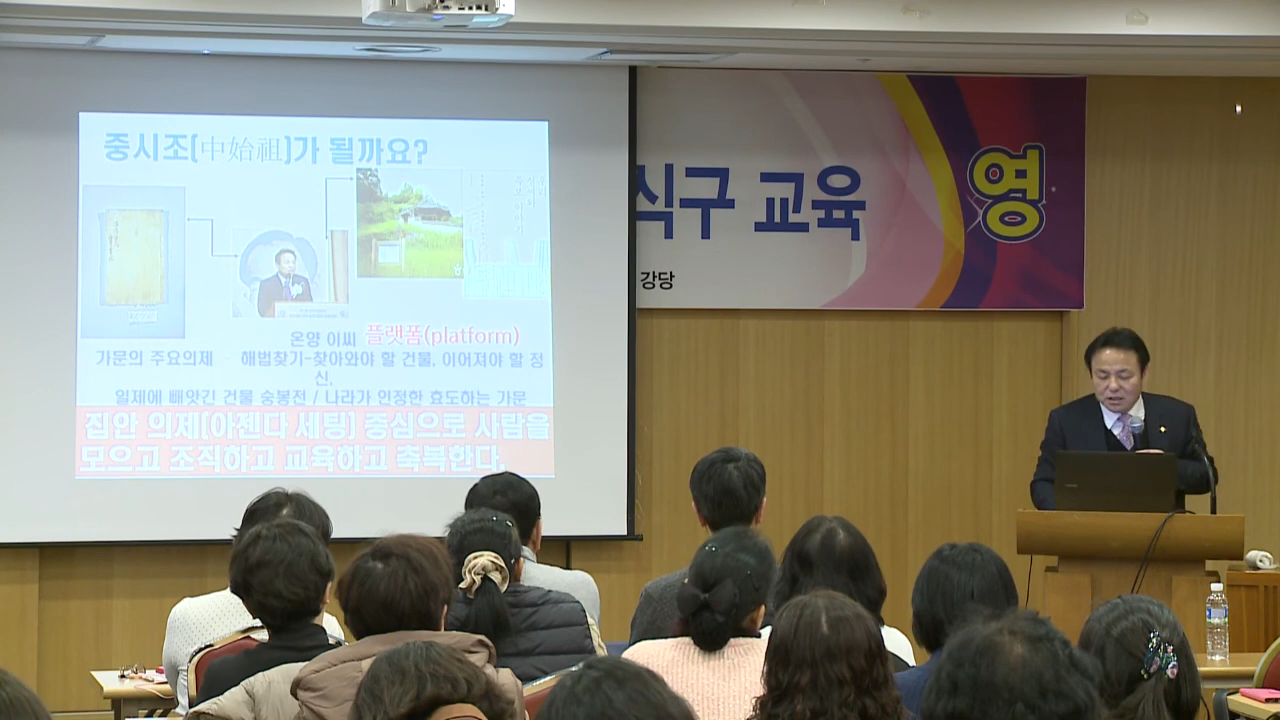 중시조(中始祖)가 될까요?
온양 이씨 플랫폼(platform)
가문의 주요의제 - 해법찾기-찾아와야 할 건물, 이어져야 할 정
신,
일제에 빼앗긴 건물 숭봉전 / 나라가 인정한 효도하는 가문
집안 의제(아젠다 세팅) 중심으로 사람을
모으고 조직하고 교육하고 축복한다.
식구 교육
영
강당